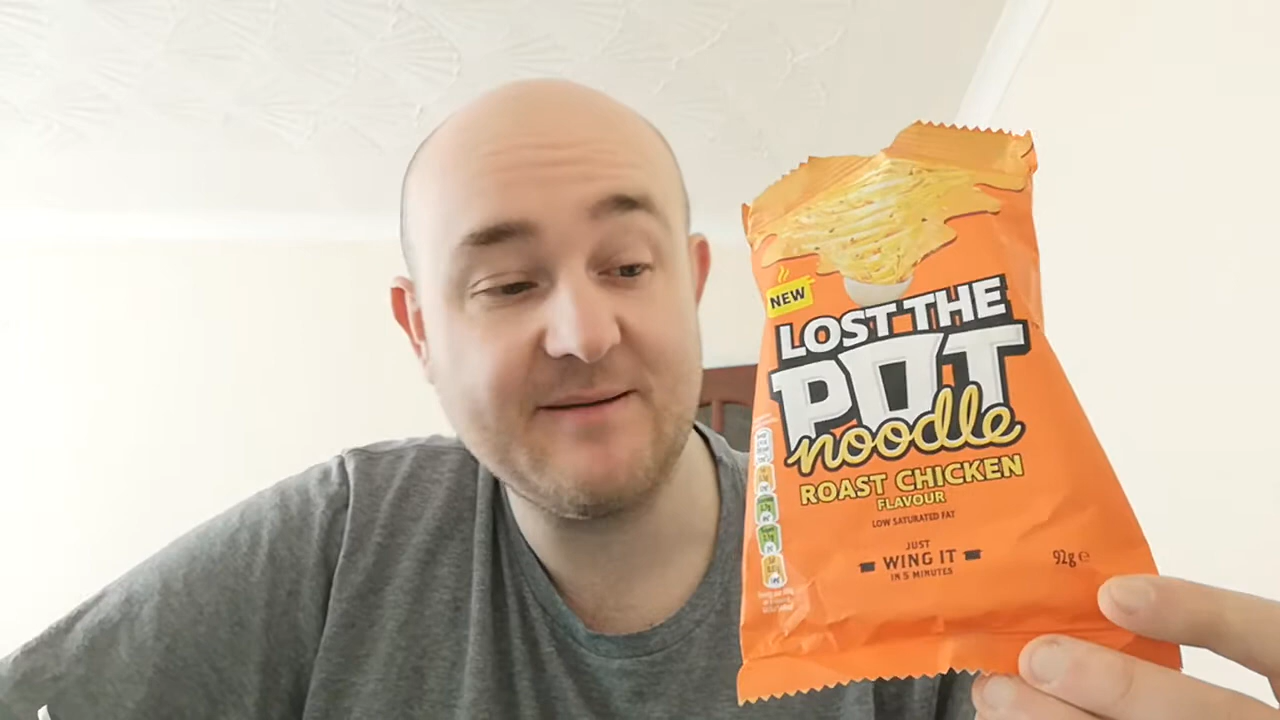 NEW
LOST THE
POT
noodle
ROAST CHICKEN
FLAVOUR
LOW SATURATED FAT
JUST
WING IT
IN 5 MINUTES
92g e